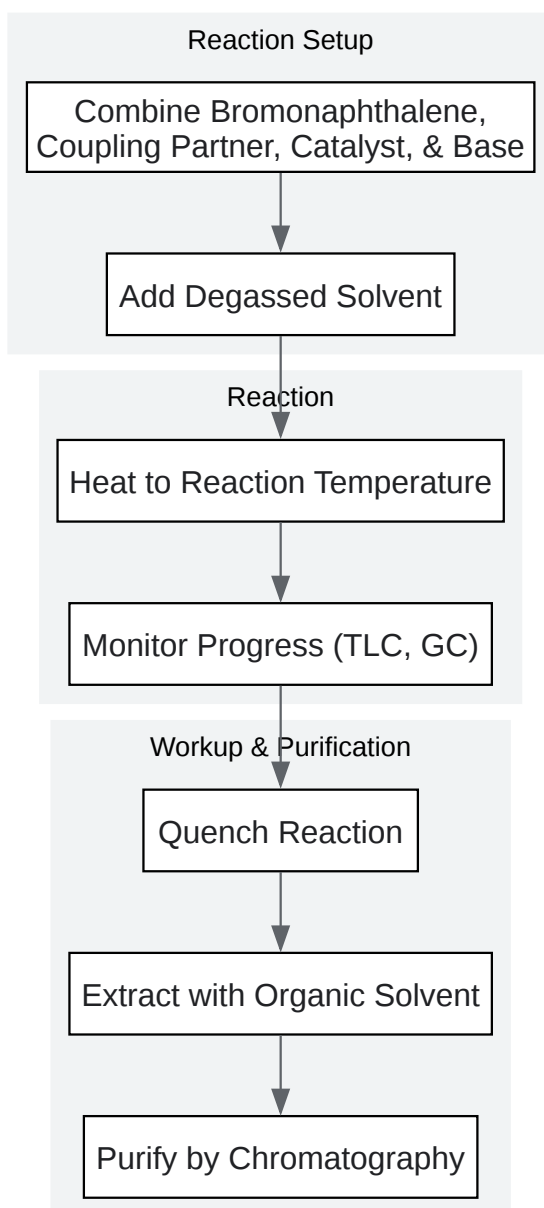 Reaction Setup
Combine Bromonaphthalene,
Coupling Partner, Catalyst, & Base
Add Degassed Solvent
Reaction
Heat to Reaction Temperature
Monitor Progress (TLC, GC)
Workup & Purification
Quench Reaction
Extract with Organic Solvent
Purify by Chromatography